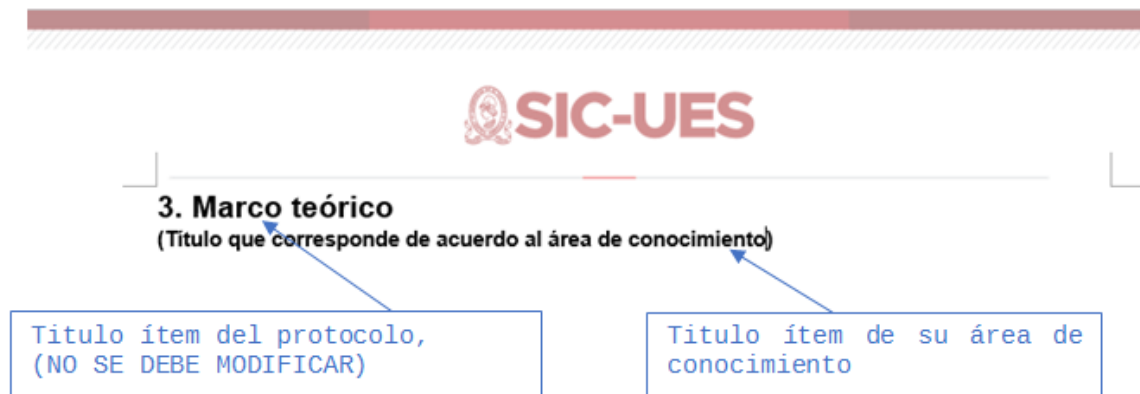 SIC-UES
3. Marco teórico
(Titulo que corresponde de acuerdo al área de conocimiento)
Titulo ítem del protocolo,
(NO SE DEBE MODIFICAR)
Titulo ítem de su área de
conocimiento